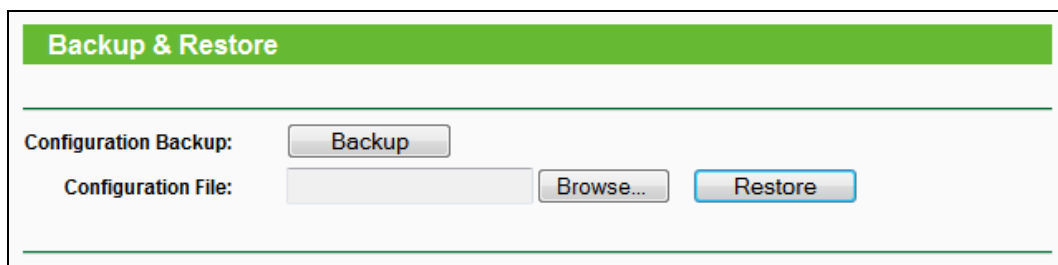 Backup & Restore
Configuration Backup: Backup
Configuration File: Browse... Restore